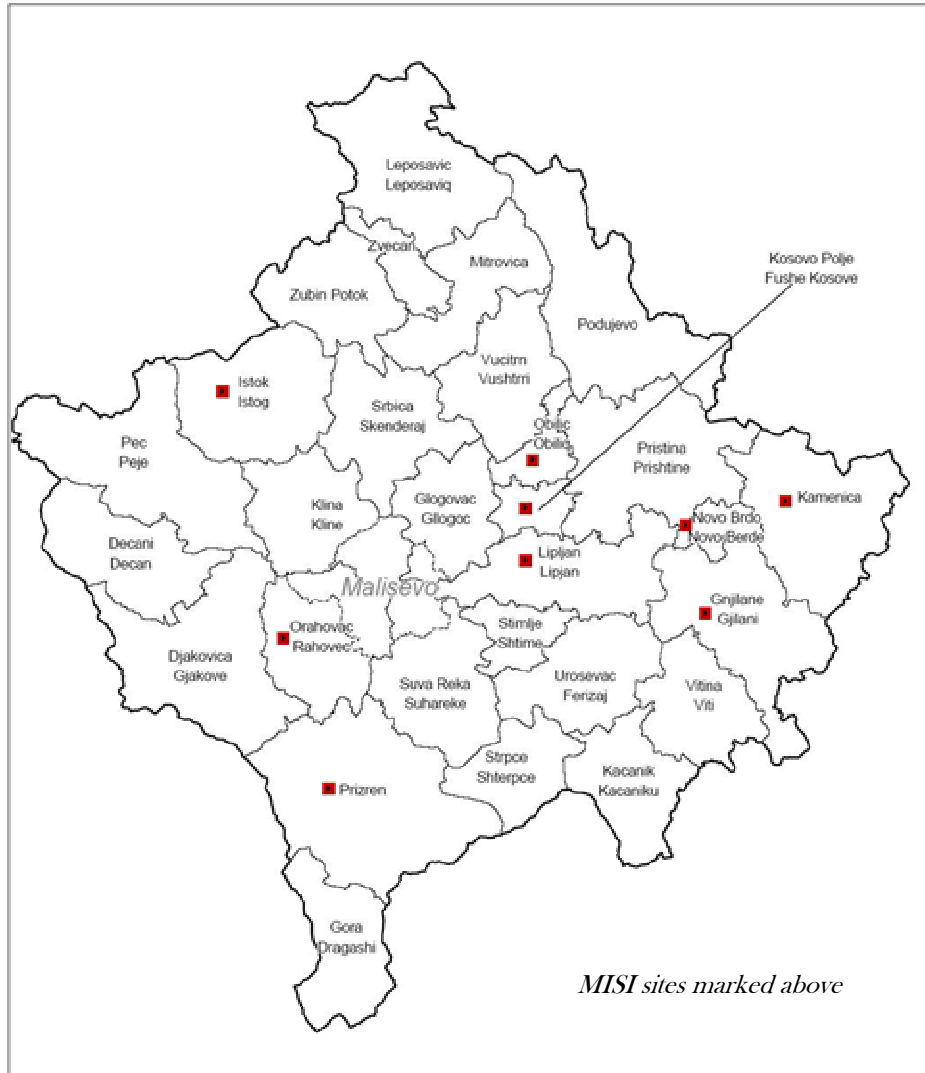 Leposavic
Leposaviq
Zvecan
Mitrovica
Kosovo Polje
Fushe Kosove
Zubin Potok
Podujevo
Vucitrn
Vushtrri
Istok
Istog
Srbica
Skenderaj
Obilic
Obiliq
Pec
Peje
Pristina
Prishtine
Klina
Kline
Glogovac
Gllogoc
Kamenica
Novo Brdo
Novo Berde
Decani
Decan
Lipljan
Lipjan
Malisevo
Gnjilane
Gjilani
Orahovac
Rahovec
Stimlje
Shtime
Djakovica
Gjakove
Suva Reka
Suhareke
Urosevac
Ferizaj
Vitina
Viti
Strpce
Shterpce
Kacanik
Kacaniku
Prizren
Gora
Dragashi
MISI sites marked above